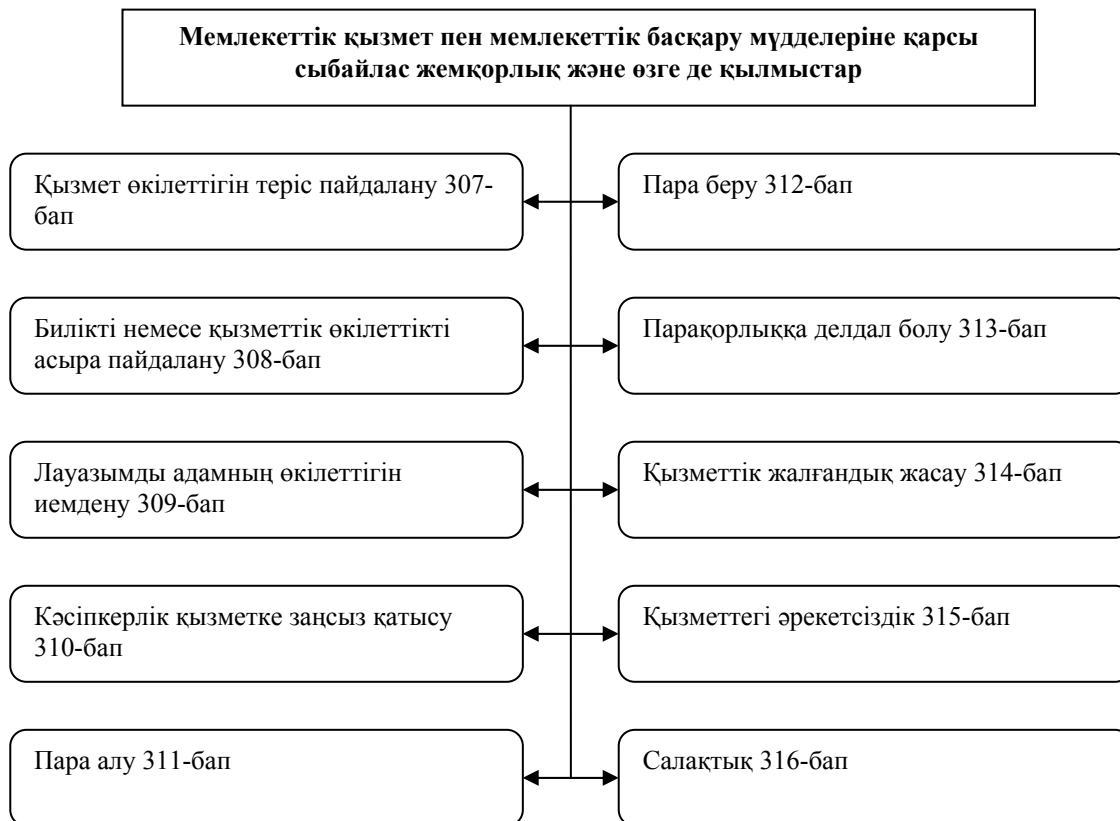 Мемлекеттік қызмет пен мемлекеттік басқару мүдделеріне қарсы
сыбайлас жемқорлық және өзге де қылмыстар
Қызмет өкілеттігін теріс пайдалану 307-
бап
Пара беру 312-бап
Билікті немесе қызметтік өкілеттікті
асыра пайдалану 308-бап
Парақорлыққа делдал болу 313-бап
Лауазымды адамның өкілеттігін
иемдену 309-бап
Қызметтік жалғандық жасау 314-бап
Кәсіпкерлік қызметке заңсыз қатысу
310-бап
Қызметтегі әрекетсіздік 315-бап
Пара алу 311-бап
Салақтық 316-бап